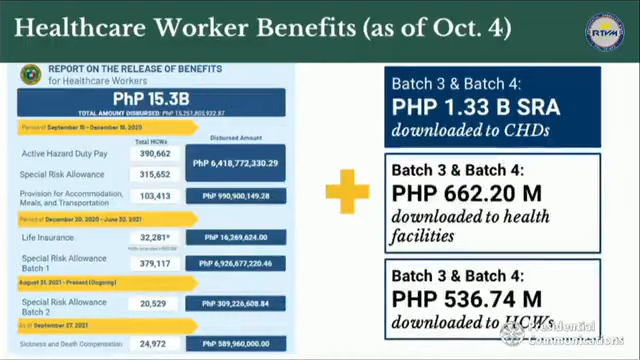 Healthcare Worker Benefits (as of Oct. 4)
RTVM
REPORT ON THE RELEASE OF BENEFITS
for Healthcare Workers
PhP 15.3B
TOTAL AMOUNT DISBURSED: PhP 15,251,803,932.87
Period of September 15 - December 19, 2020
Total HCWs
Disbursed Amount
Active Hazard Duty Pay
390,662
PhP 6,418,772,330.29
Special Risk Allowance
315,652
Provision for Accommodation,
Meals, and Transportation
103,413
PhP 990,900,149.28
Period of December 20, 2020 - June 30, 2021
Life Insurance
32,281*
PhP 16,269,624.00
Special Risk Allowance
Batch 1
379,117
PhP 6,926,677,220.46
August 31, 2021 - Present (Ongoing)
Special Risk Allowance
Batch 2
20,529
PhP 309,226,608.84
As of September 27, 2021
Sickness and Death Compensation
24,972
PhP 589,960,000.00
Batch 3 & Batch 4:
PHP 1.33 B SRA
downloaded to CHDs
Batch 3 & Batch 4:
PHP 662.20 M
downloaded to health
facilities
Batch 3 & Batch 4:
PHP 536.74 M
downloaded to HCWs
Presidential
Communications